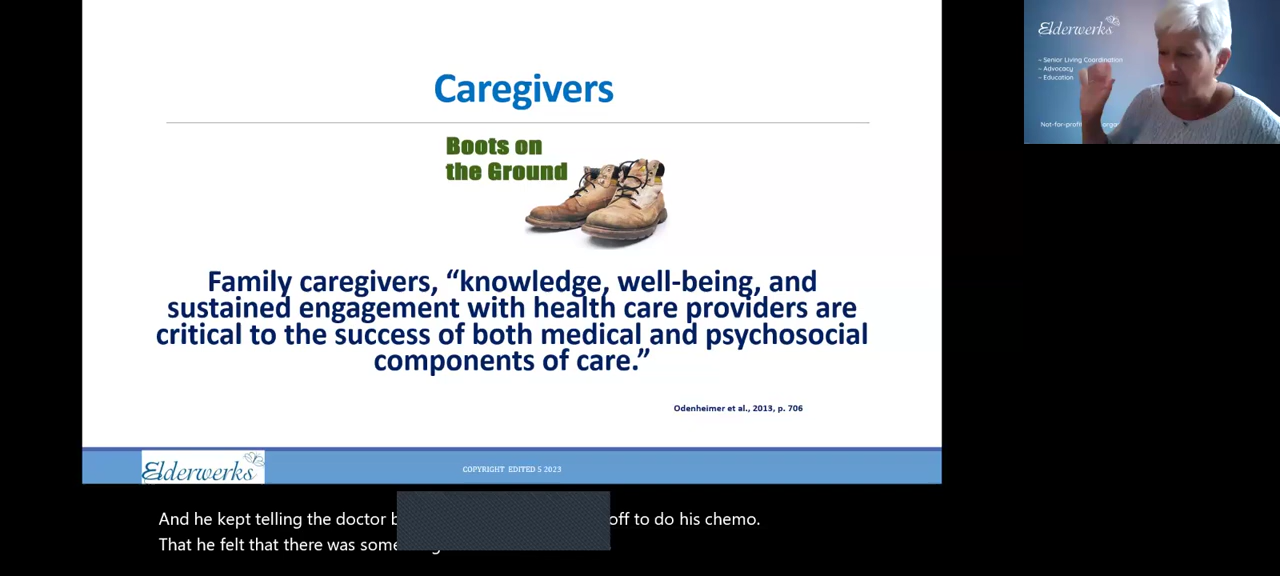 Caregivers
Boots on
the Ground
Family caregivers, “knowledge, well-being, and
sustained engagement with health care providers are
critical to the success of both medical and psychosocial
components of care.”
Odenheimer et al., 2013, p. 706
Elderwerks
COPYRIGHT EDITED 5 2023
Elderwerks
~ Senior Living Coordination
~ Advocacy
~ Education
Not-for-profit
And he kept telling the doctor off to do his chemo.
That he felt that there was